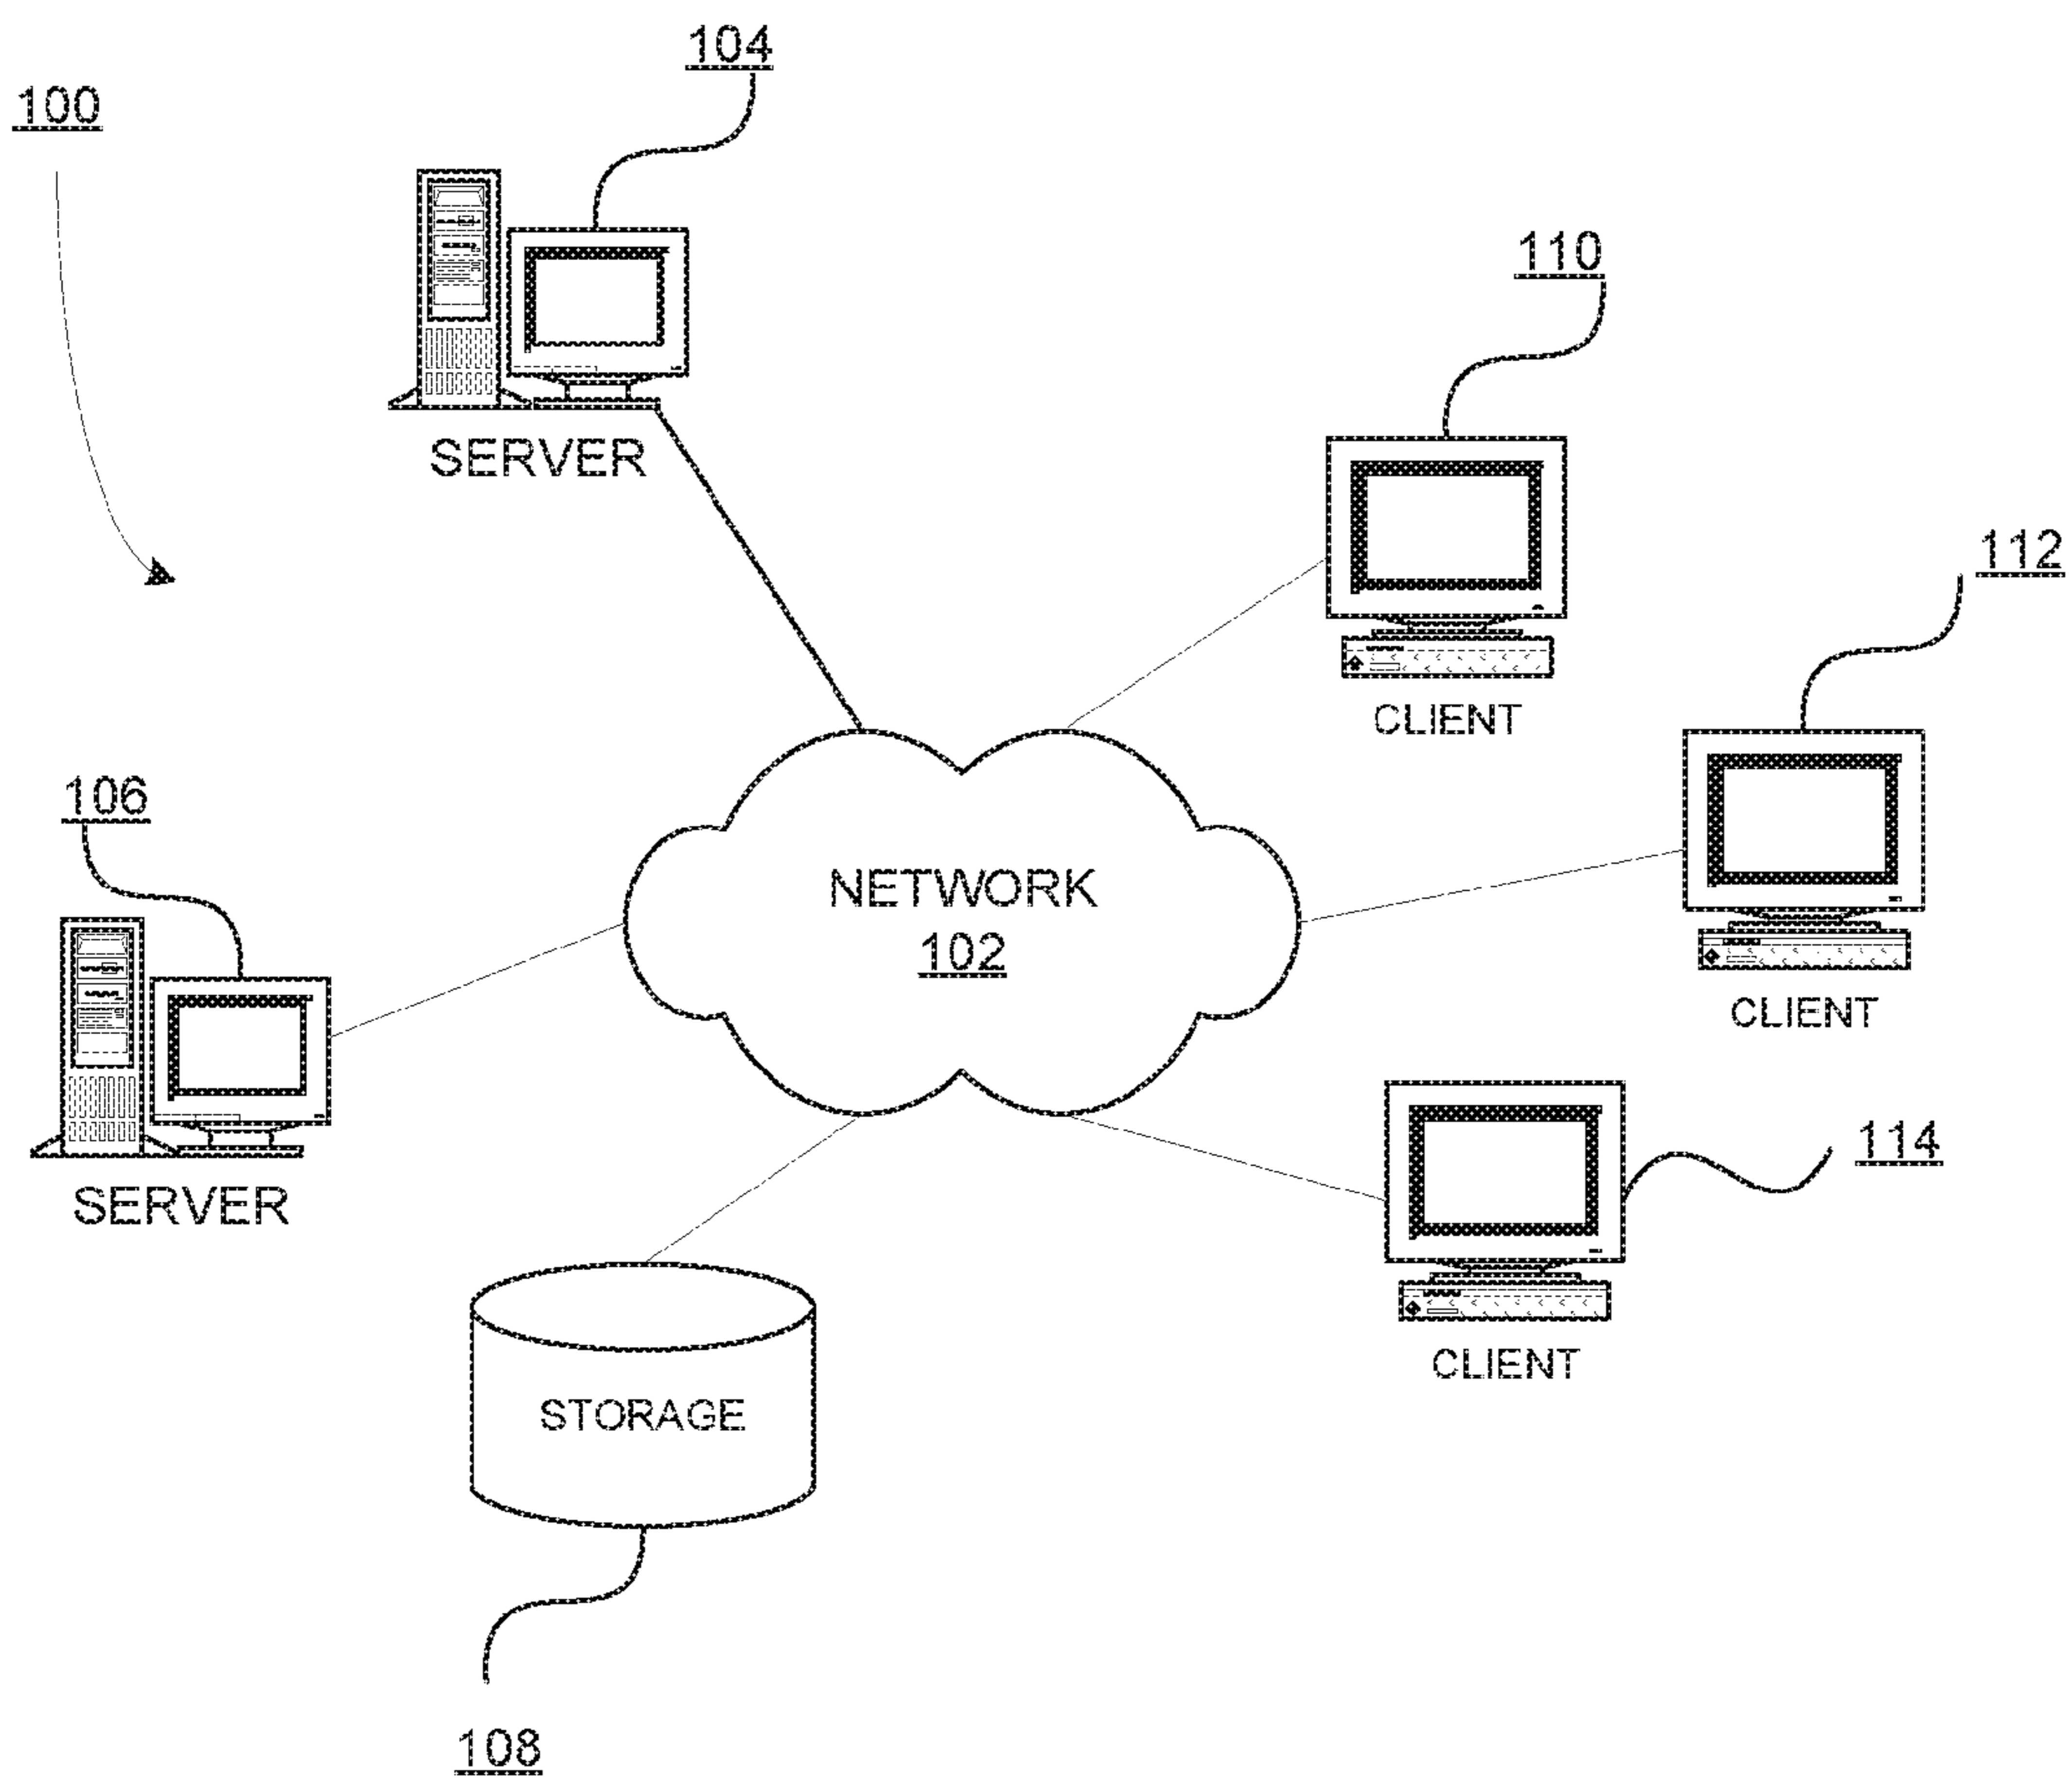 104
100
SERVER
110
112
CLIENT
106
NETWORK
102
CLIENT
114
SERVER
CLIENT
STORAGE
108